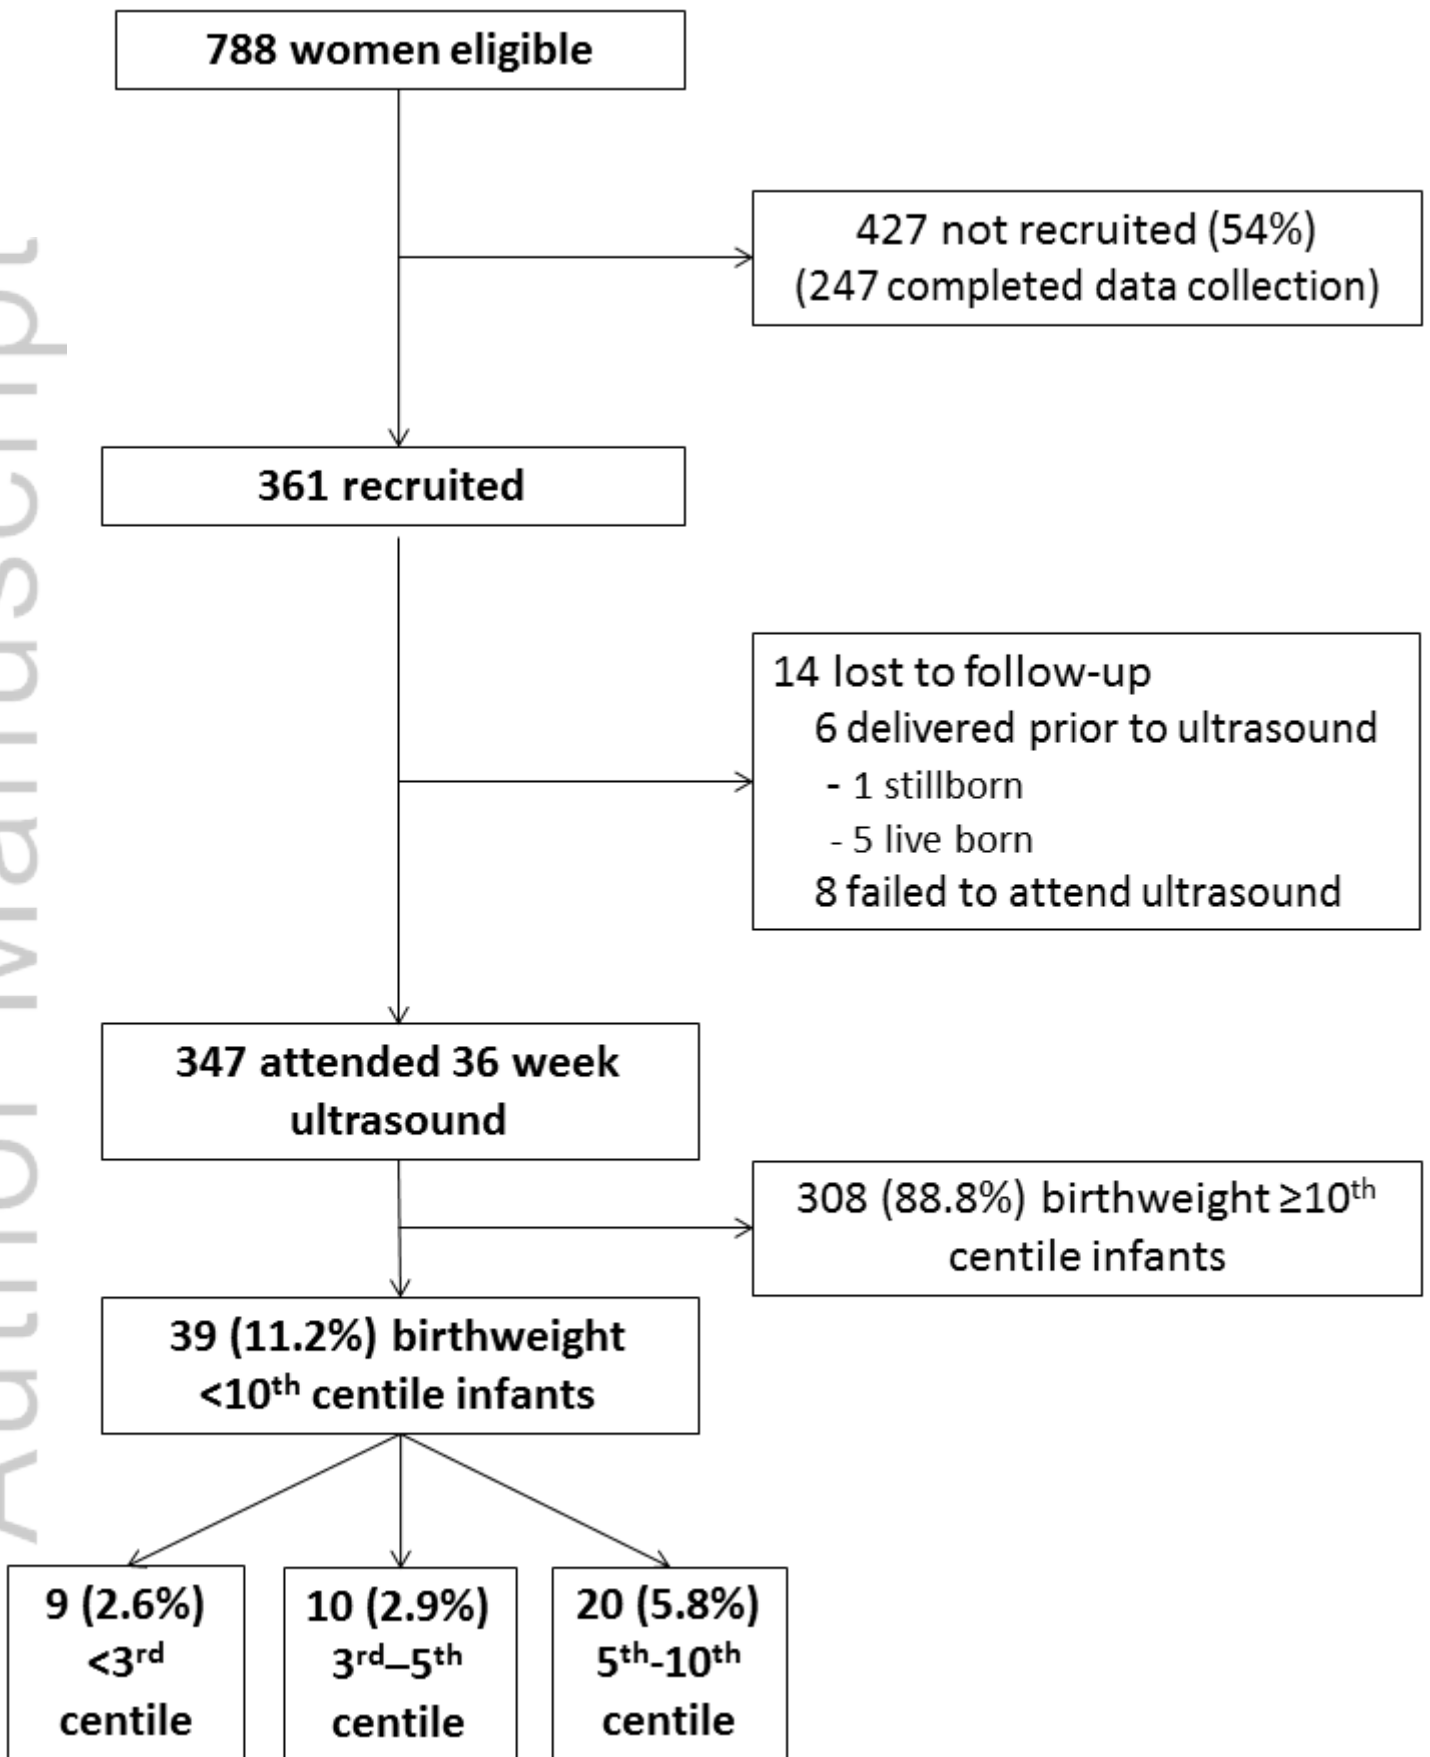 788 women eligible
427 not recruited (54%)
(247 completed data collection)
361 recruited
14 lost to follow-up
6 delivered prior to ultrasound
- 1 stillborn
- 5 live born
8 failed to attend ultrasound
347 attended 36 week
ultrasound
308 (88.8%) birthweight ≥10th
centile infants
39 (11.2%) birthweight
<10th centile infants
9 (2.6%)
<3rd
centile
10 (2.9%)
3rd–5th
centile
20 (5.8%)
5th-10th
centile
Author Manuscript